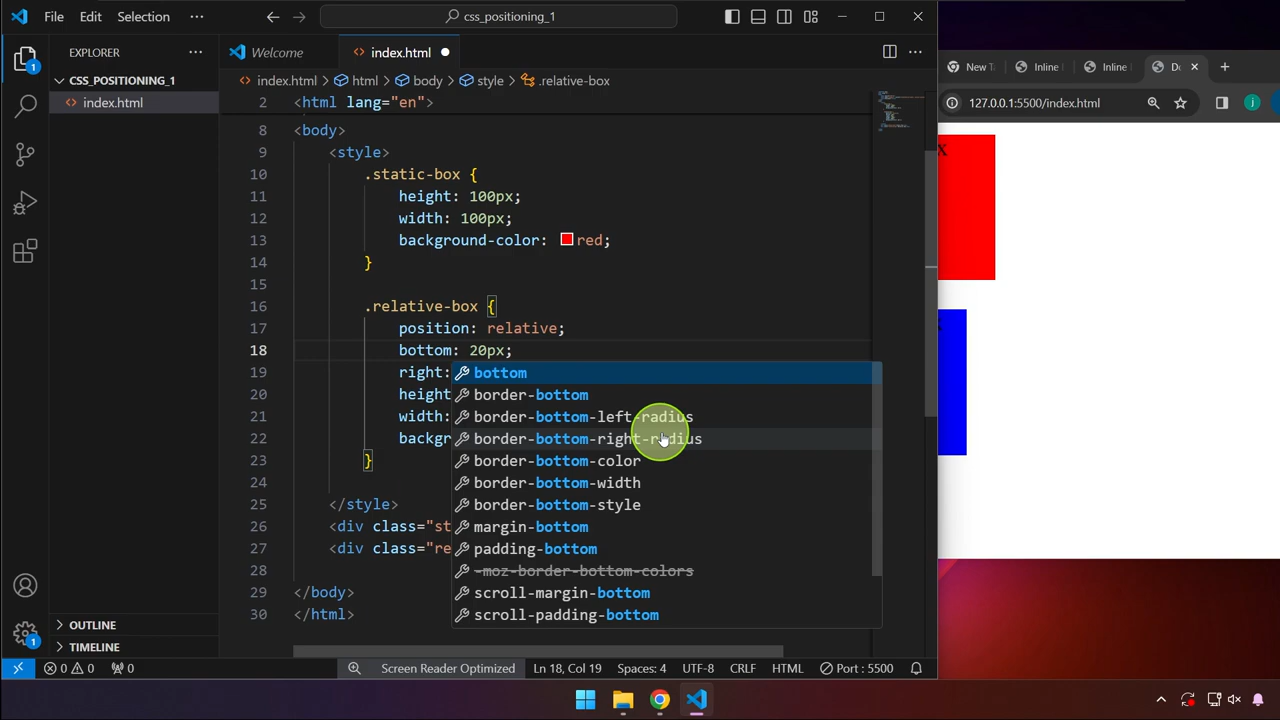 File Edit Selection ··· css_positioning_1
EXPLORER ···
Welcome
index.html
CSS_POSITIONING_1
index.html
index.html > html > body > style > .relative-box
2 <html lang="en">
8 <body>
9 <style>
10 .static-box {
11 height: 100px;
12 width: 100px;
13 background-color: red;
14 }
15
16 .relative-box {
17 position: relative;
18 bottom: 20px;
19 right:
20 height
21 width:
22 backgr
23 }
24
25 </style>
26 <div class="st
27 <div class="re
28
29 </body>
30 </html>
bottom
border-bottom
border-bottom-left-radius
border-bottom-right-radius
border-bottom-color
border-bottom-width
border-bottom-style
margin-bottom
padding-bottom
-moz-border-bottom-colors
scroll-margin-bottom
scroll-padding-bottom
OUTLINE
TIMELINE
1
1
0 0 0 Screen Reader Optimized Ln 18, Col 19 Spaces: 4 UTF-8 CRLF HTML Port : 5500
New T Inline Inline Do
127.0.0.1:5500/index.html
i
x